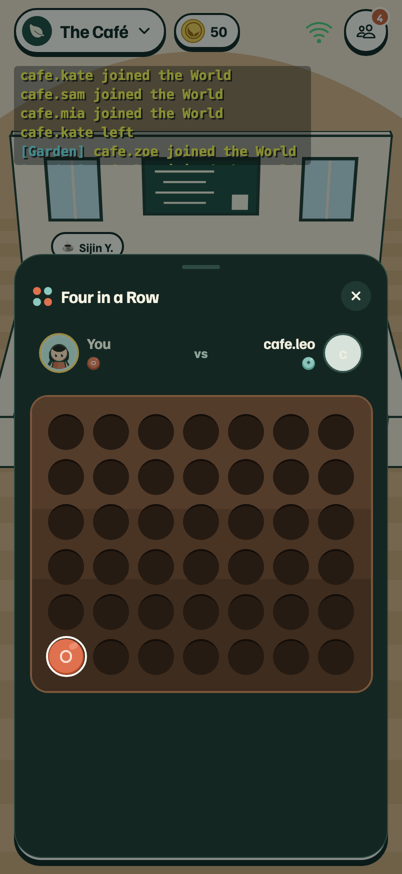 The Café
50
4
cafe.kate joined the World
cafe.sam joined the World
cafe.mia joined the World
cafe.kate left
[Garden] cafe.zoe joined the World
Sijin Y.
Four in a Row
You
vs
cafe.leo
c
O